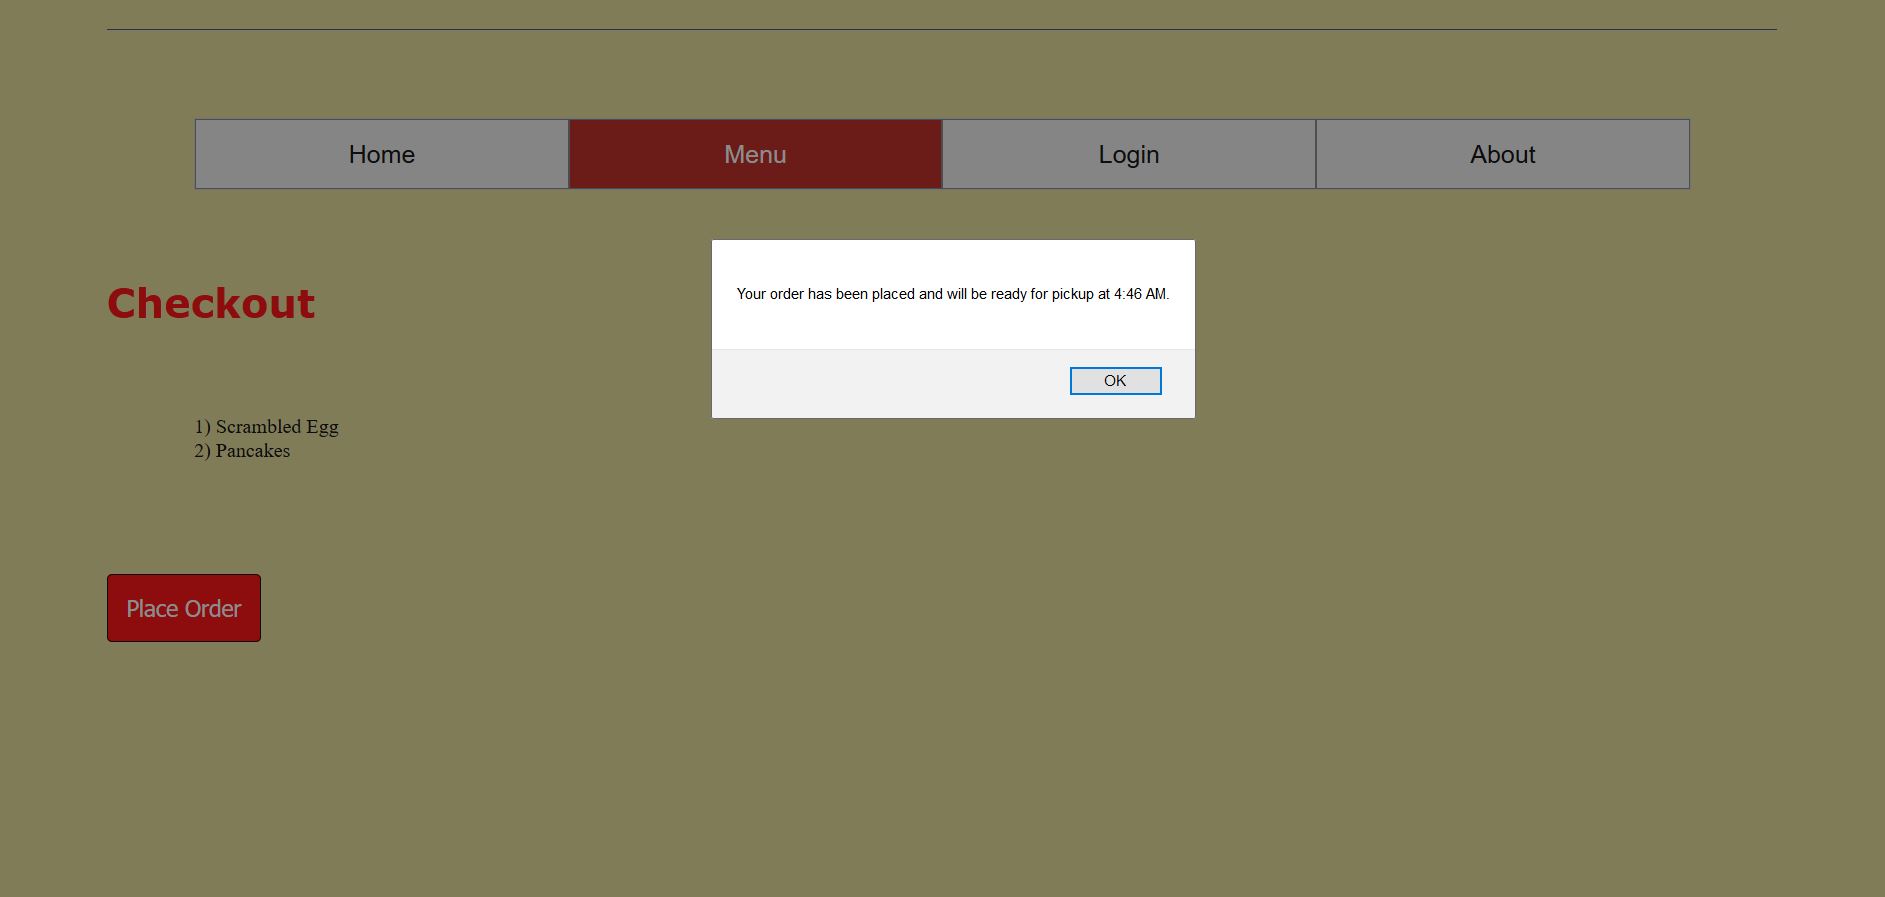 Home
Menu
Login
About
Your order has been placed and will be ready for pickup at 4:46 AM.
OK
Checkout
1) Scrambled Egg
2) Pancakes
Place Order